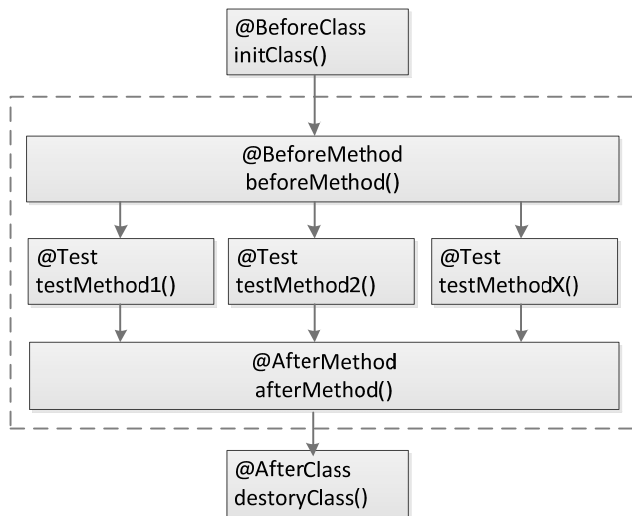 @BeforeClass
initClass()
@BeforeMethod
beforeMethod()
@Test
testMethod1()
@Test
testMethod2()
@Test
testMethodX()
@AfterMethod
afterMethod()
@AfterClass
destoryClass()